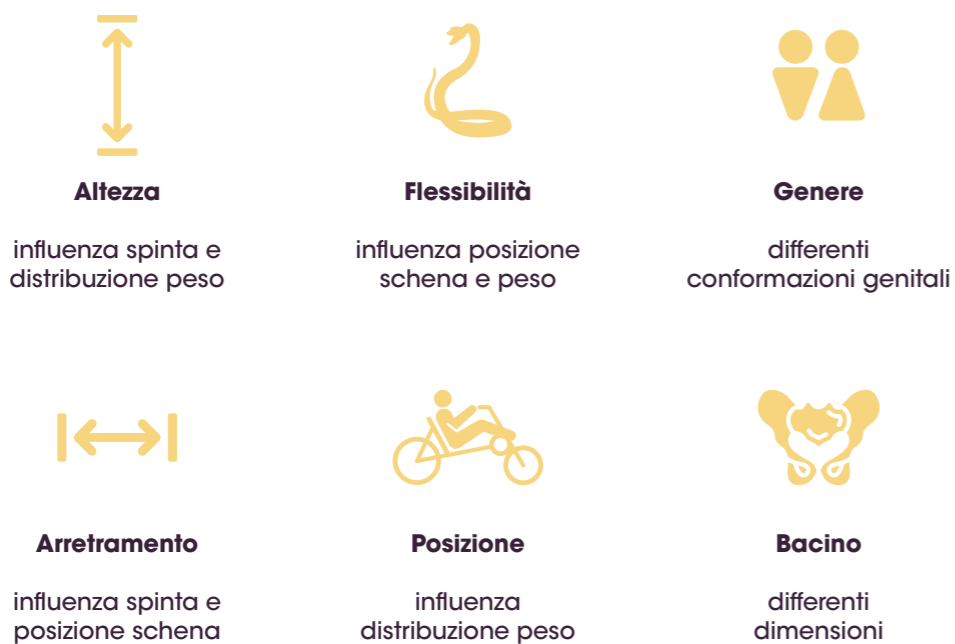 Altezza
influenza spinta e
distribuzione peso
Flessibilità
influenza posizione
schena e peso
Genere
differenti
conformazioni genitali
Arretramento
influenza spinta e
posizione schena
Posizione
influenza
distribuzione peso
Bacino
differenti
dimensioni